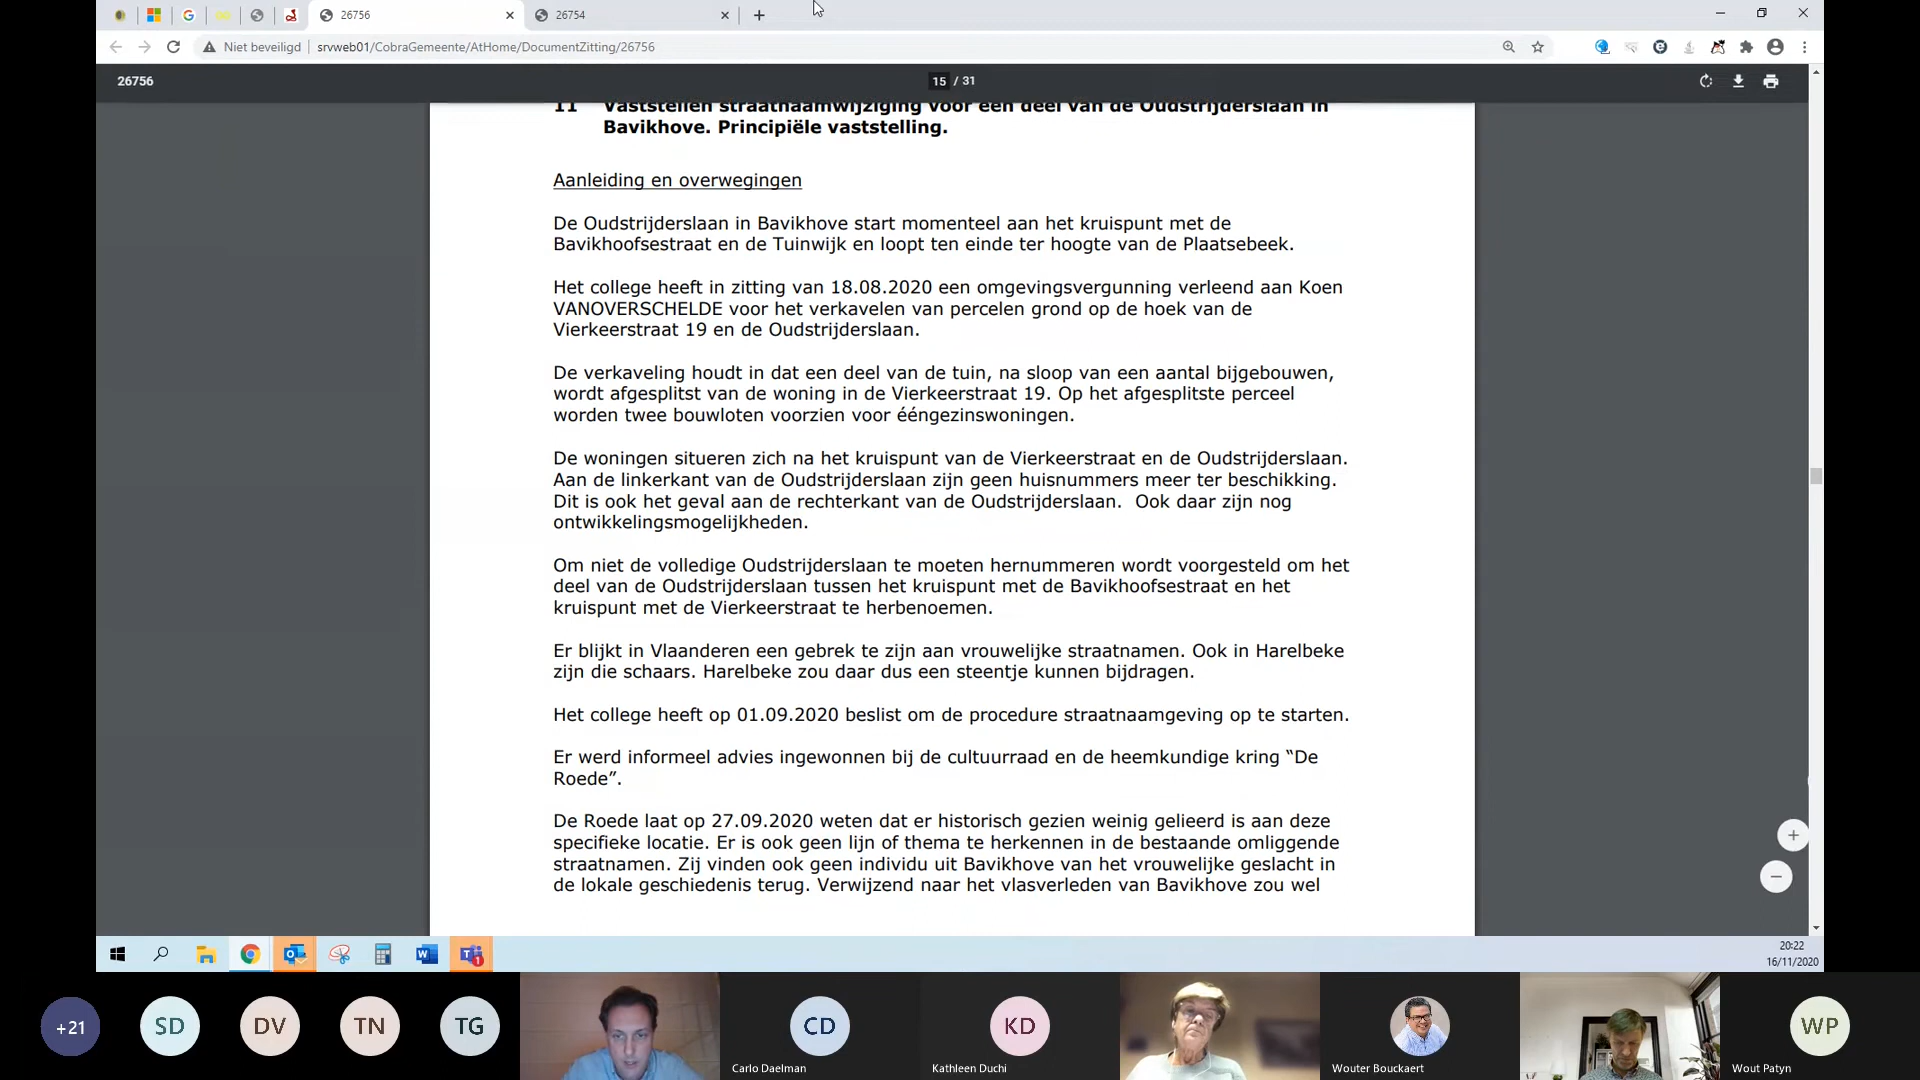 26756
26754
Niet beveiligd
srvweb01/CobraGemeente/AtHome/DocumentZitting/26756
26756
15 / 31
11 Vaststellen straatnaamwijziging voor een deel van de Oudstrijderslaan in
Bavikhove. Principiële vaststelling.
Aanleiding en overwegingen
De Oudstrijderslaan in Bavikhove start momenteel aan het kruispunt met de
Bavikhoofsestraat en de Tuinwijk en loopt ten einde ter hoogte van de Plaatsebeek.
Het college heeft in zitting van 18.08.2020 een omgevingsvergunning verleend aan Koen
VANOVERSCHELDE voor het verkavelen van percelen grond op de hoek van de
Vierkeerstraat 19 en de Oudstrijderslaan.
De verkaveling houdt in dat een deel van de tuin, na sloop van een aantal bijgebouwen,
wordt afgesplitst van de woning in de Vierkeerstraat 19. Op het afgesplitste perceel
worden twee bouwloten voorzien voor ééngezinswoningen.
De woningen situeren zich na het kruispunt van de Vierkeerstraat en de Oudstrijderslaan.
Aan de linkerkant van de Oudstrijderslaan zijn geen huisnummers meer ter beschikking.
Dit is ook het geval aan de rechterkant van de Oudstrijderslaan.  Ook daar zijn nog
ontwikkelingsmogelijkheden.
Om niet de volledige Oudstrijderslaan te moeten hernummeren wordt voorgesteld om het
deel van de Oudstrijderslaan tussen het kruispunt met de Bavikhoofsestraat en het
kruispunt met de Vierkeerstraat te herbenoemen.
Er blijkt in Vlaanderen een gebrek te zijn aan vrouwelijke straatnamen. Ook in Harelbeke
zijn die schaars. Harelbeke zou daar dus een steentje kunnen bijdragen.
Het college heeft op 01.09.2020 beslist om de procedure straatnaamgeving op te starten.
Er werd informeel advies ingewonnen bij de cultuurraad en de heemkundige kring “De
Roede”.
De Roede laat op 27.09.2020 weten dat er historisch gezien weinig gelieerd is aan deze
specifieke locatie. Er is ook geen lijn of thema te herkennen in de bestaande omliggende
straatnamen. Zij vinden ook geen individu uit Bavikhove van het vrouwelijke geslacht in
de lokale geschiedenis terug. Verwijzend naar het vlasverleden van Bavikhove zou wel
20:22
16/11/2020
+21
SD
DV
TN
TG
CD
Carlo Daelman
KD
Kathleen Duchi
Wouter Bouckaert
WP
Wout Patyn